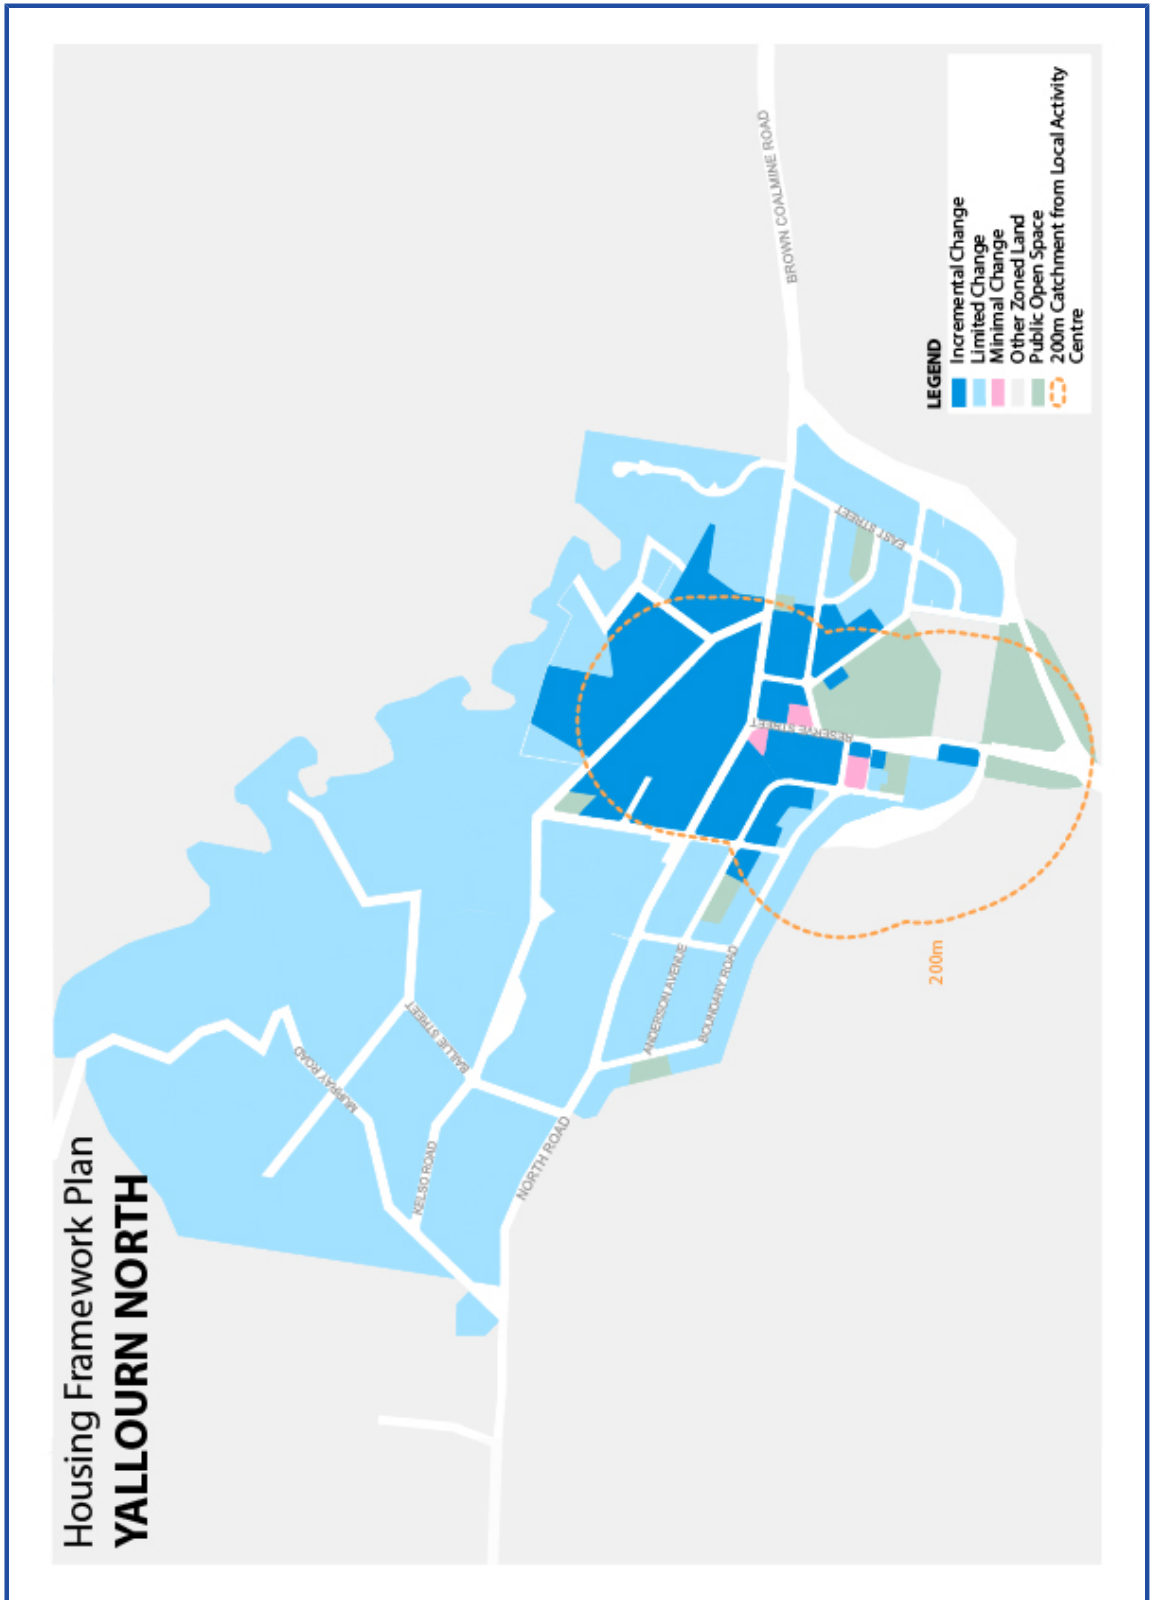 Housing Framework Plan
YALLOURN NORTH
BROWN COALMINE ROAD
EAST STREET
RESERVE STREET
MURRAY ROAD
BAILLIE STREET
KELSO ROAD
NORTH ROAD
ANDERSON AVENUE
BOUNDARY ROAD
200m
LEGEND
Incremental Change
Limited Change
Minimal Change
Other Zoned Land
Public Open Space
200m Catchment from Local Activity
Centre